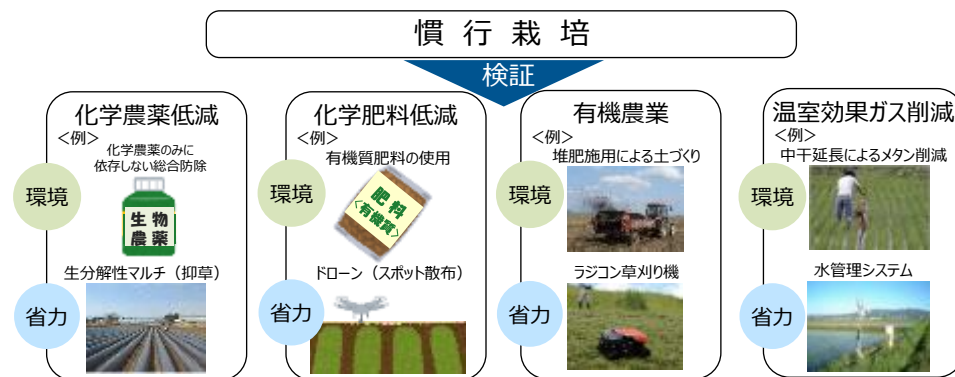 慣行栽培
検証
化学農薬低減
<例>
化学農薬のみに
依存しない総合防除
環境
生物
農薬
生分解性マルチ（抑草）
省力
化学肥料低減
<例>
有機質肥料の使用
環境
肥料
〈有機質〉
ドローン（スポット散布）
省力
有機農業
<例>
堆肥施用による土づくり
環境
ラジコン草刈り機
省力
温室効果ガス削減
<例>
中干延長によるメタン削減
環境
水管理システム
省力